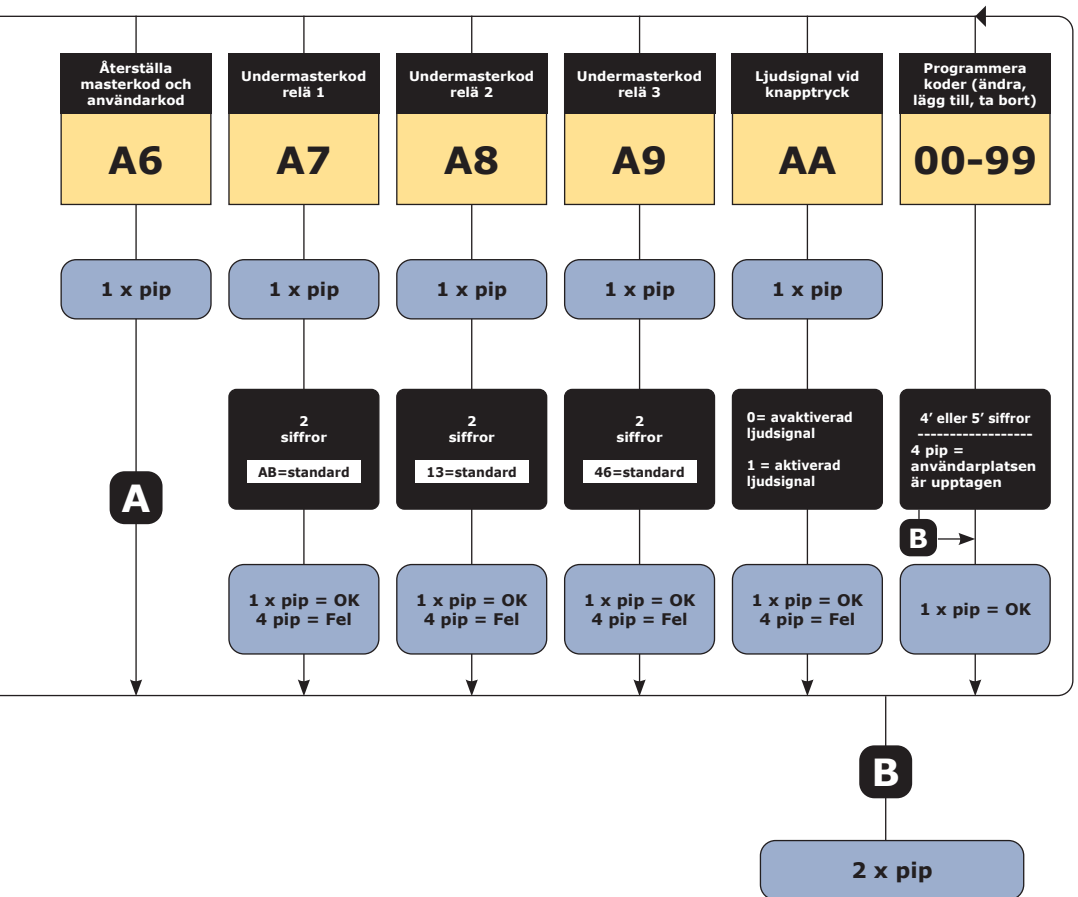 Återställa
masterkod och
användarkod
A6
1 x pip
A
Undermasterkod
relä 1
A7
1 x pip
2
siffror
AB=standard
1 x pip = OK
4 pip = Fel
Undermasterkod
relä 2
A8
1 x pip
2
siffror
13=standard
1 x pip = OK
4 pip = Fel
Undermasterkod
relä 3
A9
1 x pip
2
siffror
46=standard
1 x pip = OK
4 pip = Fel
Ljudsignal vid
knapptryck
AA
1 x pip
0= avaktiverad
ljudsignal
1 = aktiverad
ljudsignal
1 x pip = OK
4 pip = Fel
Programmera
koder (ändra,
lägg till, ta bort)
00-99
4’ eller 5’ siffror
------------------
4 pip =
användarplatsen
är upptagen
B
1 x pip = OK
B
2 x pip